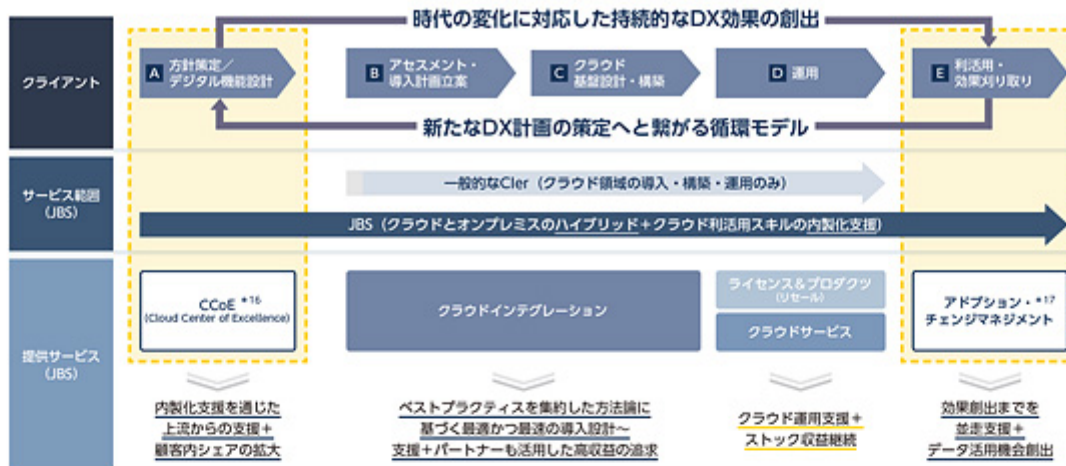 時代の変化に対応した持続的なDX効果の創出
クライアント
A 方針策定／
デジタル機能設計
B アセスメント・
導入計画立案
C クラウド
基盤設計・構築
D 運用
E 利活用・
効果刈り取り
新たなDX計画の策定へと繋がる循環モデル
サービス範囲
(JBS)
一般的なCIer（クラウド領域の導入・構築・運用のみ）
JBS（クラウドとオンプレミスのハイブリッド＋クラウド利活用スキルの内製化支援）
提供サービス
(JBS)
CCoE *16
(Cloud Center of Excellence)
クラウドインテグレーション
ライセンス＆プロダクツ
(リセール)
クラウドサービス
アドプション・*17
チェンジマネジメント
内製化支援を通じた
上流からの支援＋
顧客内シェアの拡大
ベストプラクティスを集約した方法論に
基づく最適かつ最速の導入設計～
支援＋パートナーも活用した高収益の追求
クラウド運用支援＋
ストック収益継続
効果創出までを
並走支援＋
データ活用機会創出